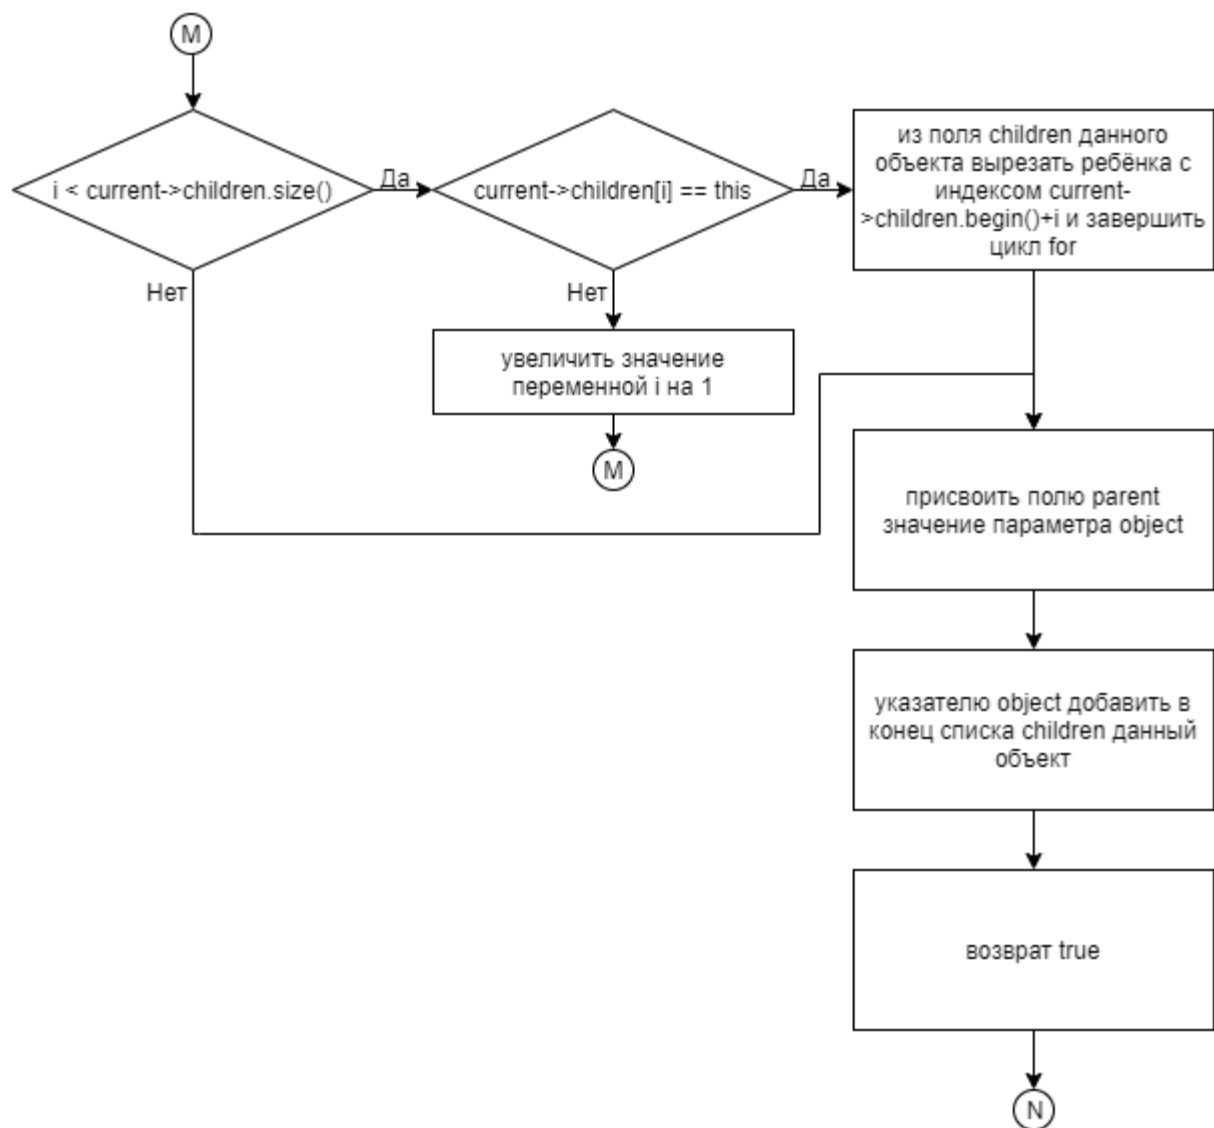 M
i < current->children.size()
Да
current->children[i] == this
Да
из поля children данного
объекта вырезать ребёнка с
индексом current-
>children.begin()+i и завершить
цикл for
Нет
Нет
увеличить значение
переменной i на 1
M
присвоить полю parent
значение параметра object
указателю object добавить в
конец списка children данный
объект
возврат true
N